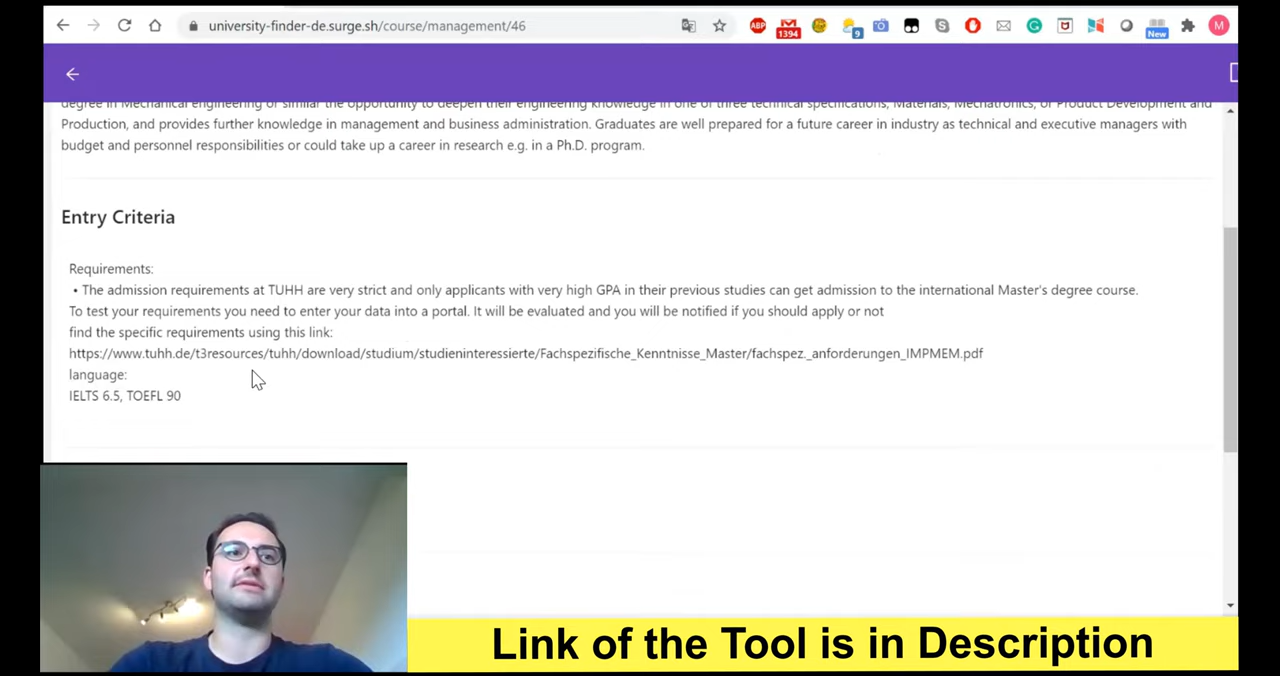 university-finder-de.surge.sh/course/management/46
1394
9
New
M
degree in Mechanical engineering or similar the opportunity to deepen their engineering knowledge in one of three technical specifications, Materials, Mechatronics, or Product Development and
Production, and provides further knowledge in management and business administration. Graduates are well prepared for a future career in industry as technical and executive managers with
budget and personnel responsibilities or could take up a career in research e.g. in a Ph.D. program.
Entry Criteria
Requirements:
• The admission requirements at TUHH are very strict and only applicants with very high GPA in their previous studies can get admission to the international Master's degree course.
To test your requirements you need to enter your data into a portal. It will be evaluated and you will be notified if you should apply or not
find the specific requirements using this link:
https://www.tuhh.de/t3resources/tuhh/download/studium/studieninteressierte/Fachspezifische_Kenntnisse_Master/fachspez._anforderungen_IMPMEM.pdf
language:
IELTS 6.5, TOEFL 90
Link of the Tool is in Description